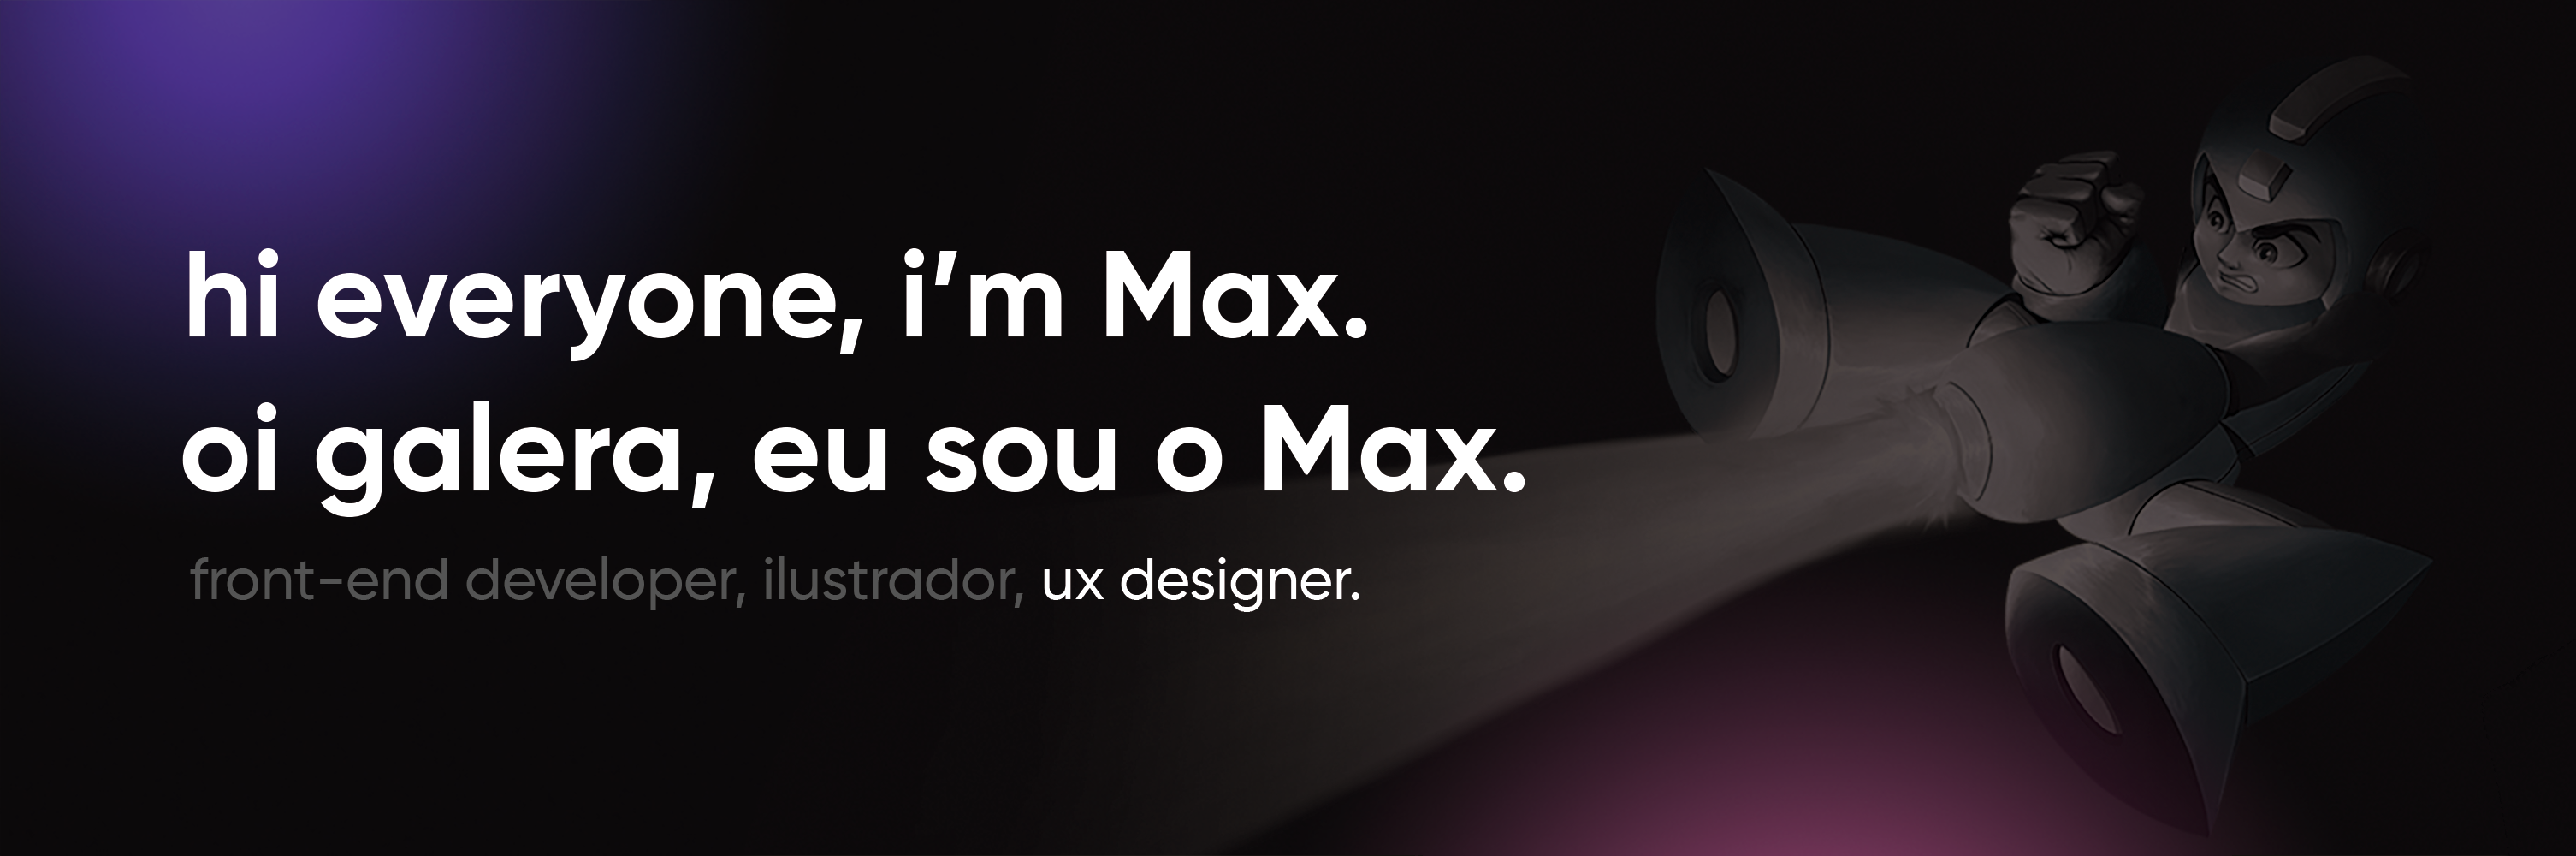 hi everyone, i’m Max.
oi galera, eu sou o Max.
front-end developer, ilustrador, ux designer.